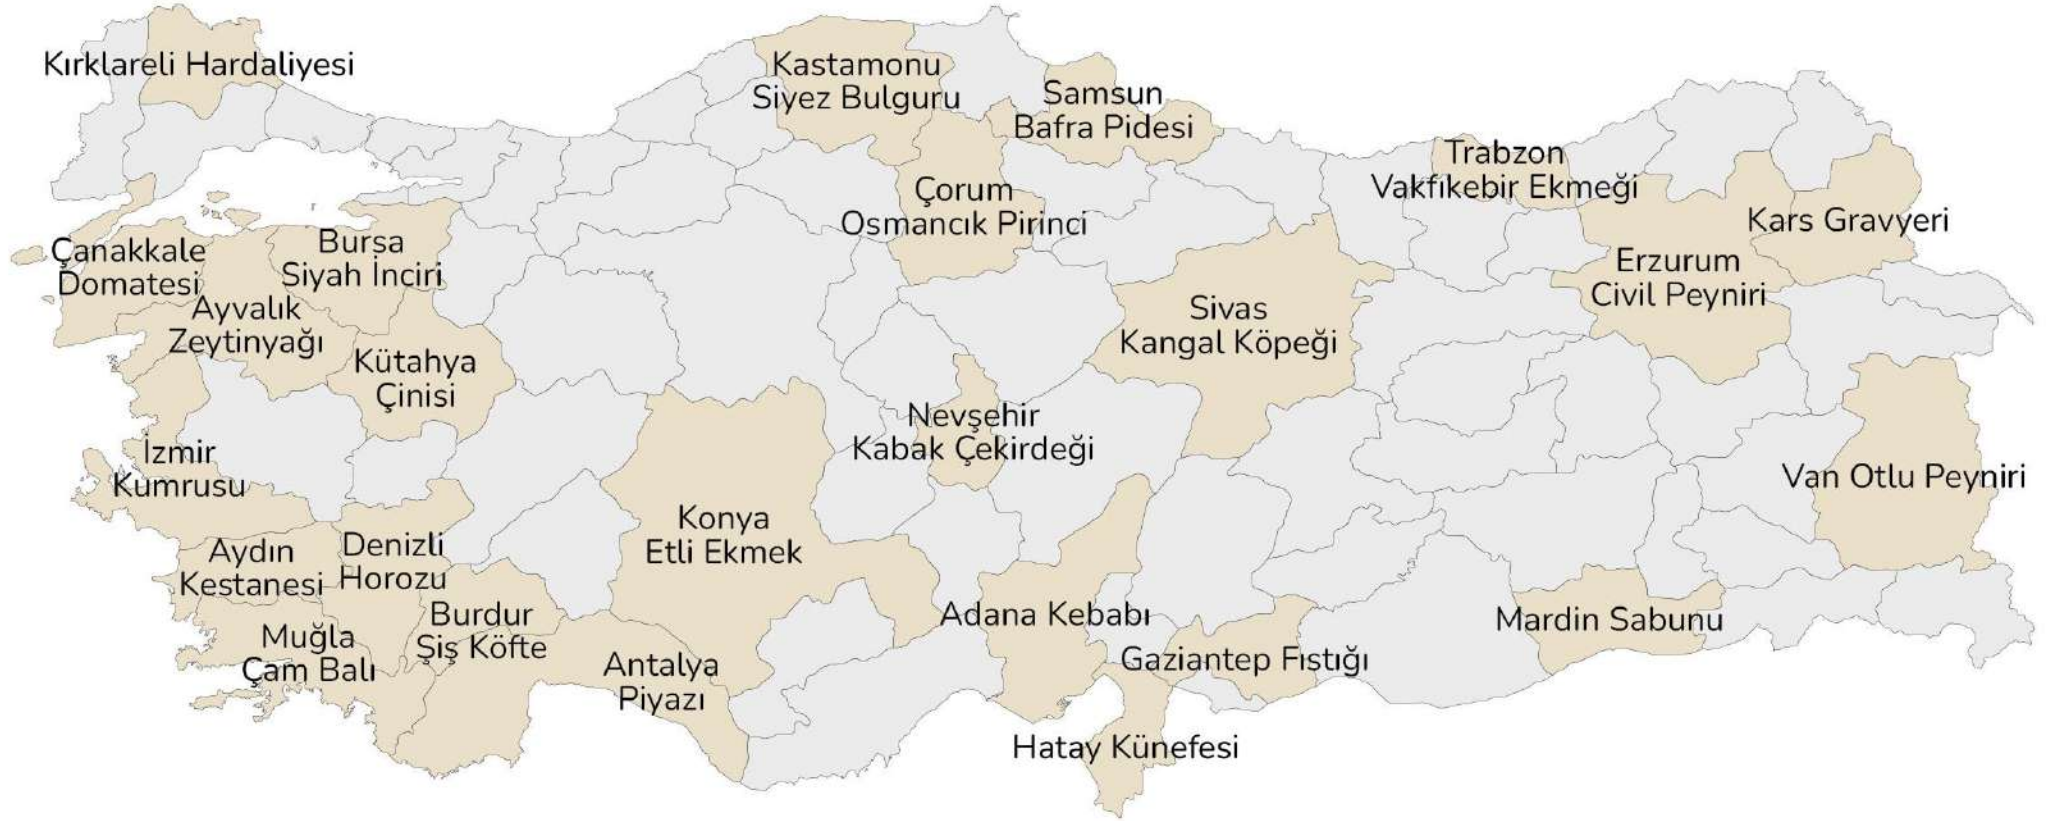 Kırklareli Hardaliyesi
Kastamonu
Siyez Bulguru
Samsun
Bafra Pidesi
Trabzon
Vakfıkebir Ekmeği
Çorum
Osmancık Pirinci
Kars Gravyeri
Çanakkale
Domatesi
Bursa
Siyah İnciri
Erzurum
Civil Peyniri
Ayvalık
Zeytinyağı
Sivas
Kangal Köpeği
Kütahya
Çinisi
Nevşehir
Kabak Çekirdeği
İzmir
Kumrusu
Van Otlu Peyniri
Konya
Etli Ekmek
Aydın
Kestanesi
Denizli
Horozu
Burdur
Şiş Köfte
Adana Kebabı
Mardin Sabunu
Muğla
Çam Balı
Antalya
Piyazı
Gaziantep Fıstığı
Hatay Künefesi